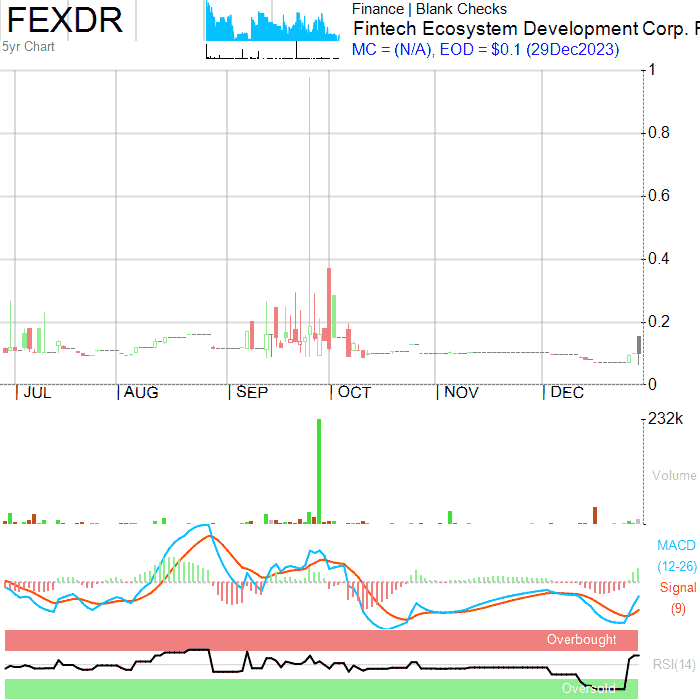 FEXDR
5yr Chart
Finance | Blank Checks
Fintech Ecosystem Development Corp.
MC = (N/A), EOD = $0.1 (29Dec2023)
1
0.8
0.6
0.4
0.2
0
| JUL | AUG | SEP | OCT | NOV | DEC
232k
Volume
MACD
(12-26)
Signal
(9)
Overbought
RSI(14)
Oversold